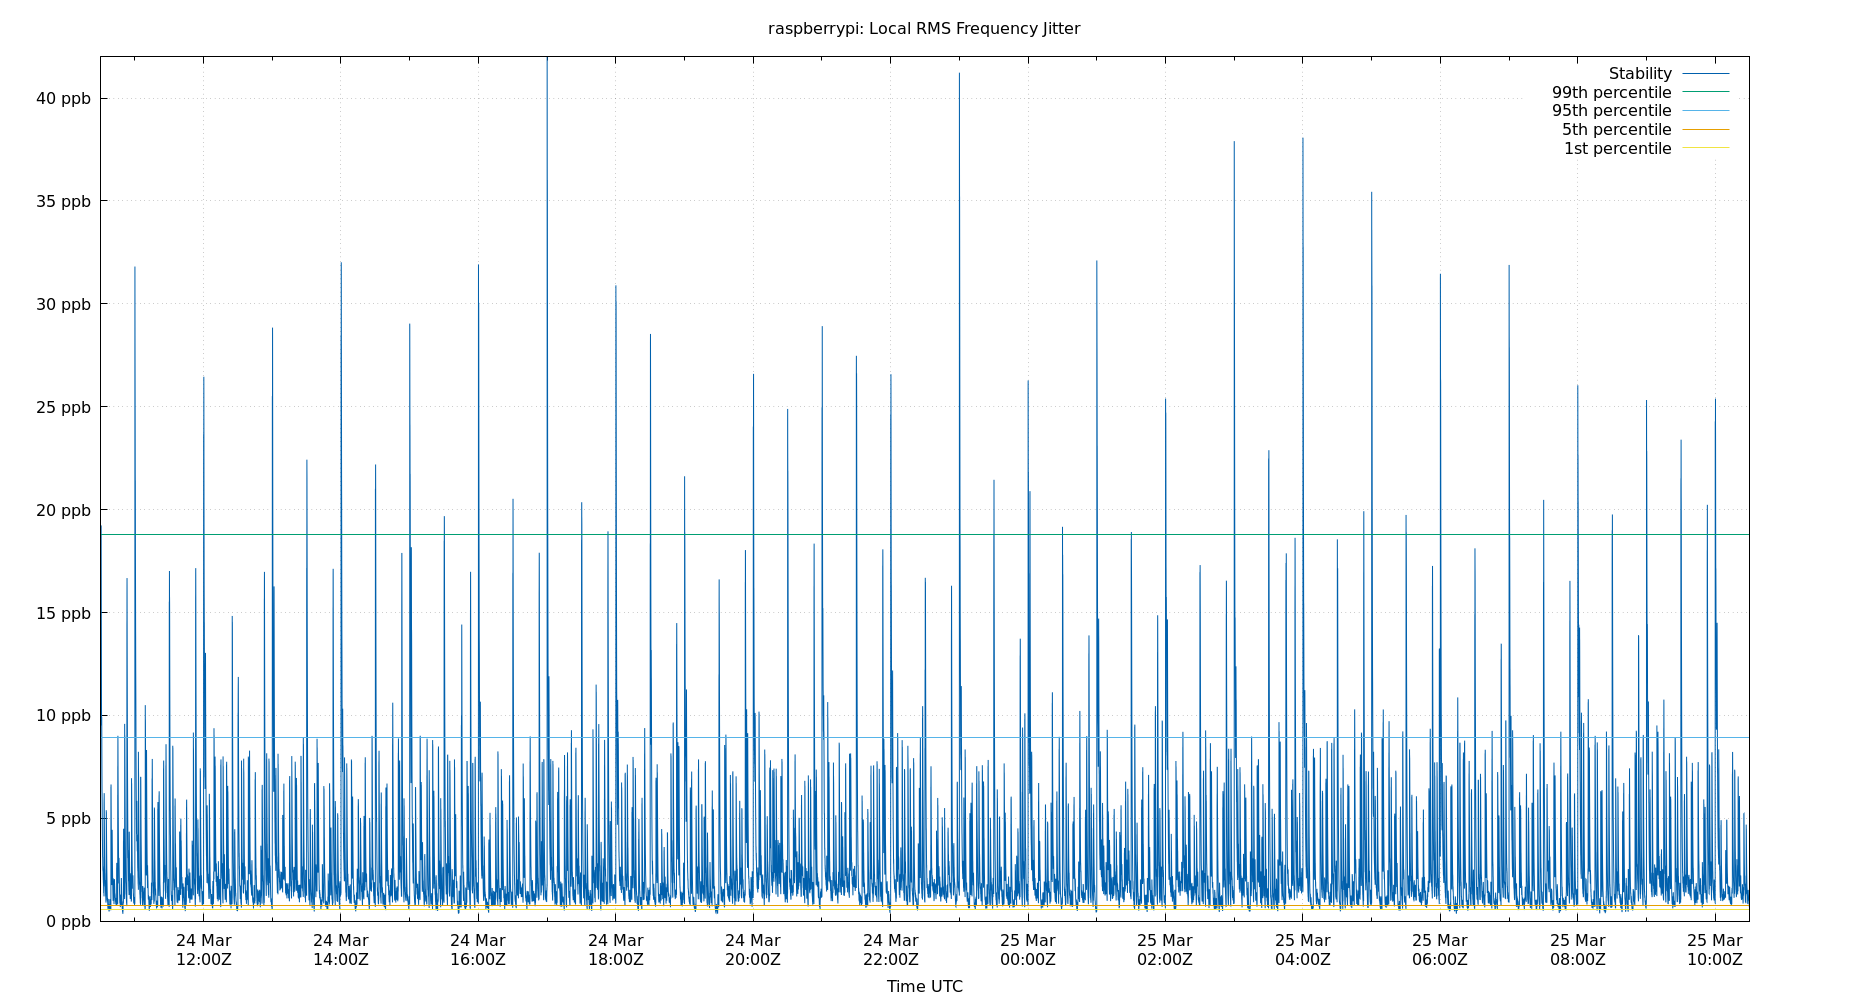 raspberrypi: Local RMS Frequency Jitter
Stability
99th percentile
95th percentile
5th percentile
1st percentile
40 ppb
35 ppb
30 ppb
25 ppb
20 ppb
15 ppb
10 ppb
5 ppb
0 ppb
24 Mar 24 Mar 24 Mar 24 Mar 24 Mar 24 Mar 25 Mar 25 Mar 25 Mar 25 Mar 25 Mar 25 Mar
12:00Z 14:00Z 16:00Z 18:00Z 20:00Z 22:00Z 00:00Z 02:00Z 04:00Z 06:00Z 08:00Z 10:00Z
Time UTC